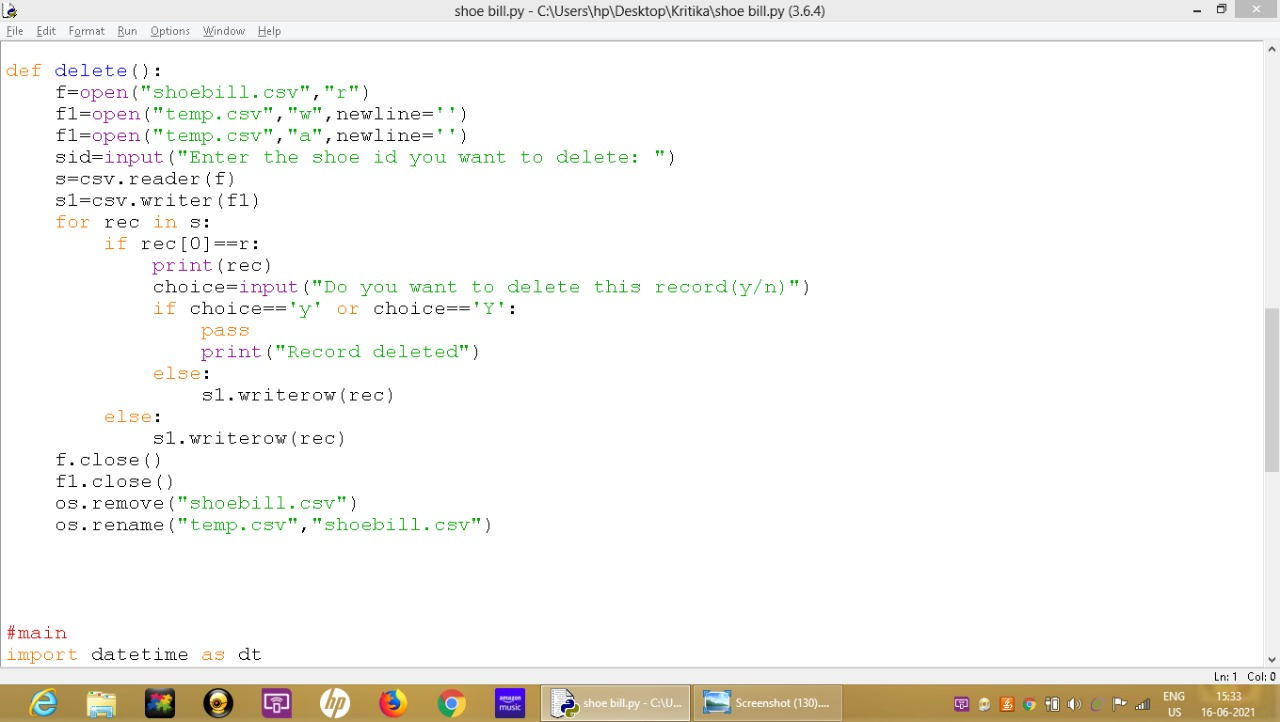 shoe bill.py - C:\Users\hp\Desktop\Kritika\shoe bill.py (3.6.4)
File Edit Format Run Options Window Help
def delete():
    f=open("shoebill.csv","r")
    f1=open("temp.csv","w",newline='')
    f1=open("temp.csv","a",newline='')
    sid=input("Enter the shoe id you want to delete: ")
    s=csv.reader(f)
    s1=csv.writer(f1)
    for rec in s:
        if rec[0]==r:
            print(rec)
            choice=input("Do you want to delete this record(y/n)")
            if choice=='y' or choice=='Y':
                pass
                print("Record deleted")
            else:
                s1.writerow(rec)
        else:
            s1.writerow(rec)
    f.close()
    f1.close()
    os.remove("shoebill.csv")
    os.rename("temp.csv","shoebill.csv")
#main
import datetime as dt
Ln: 1 Col: 0
hp
amazon music
shoe bill.py - C:\U...
Screenshot (130)....
ENG
US
15:33
16-06-2021